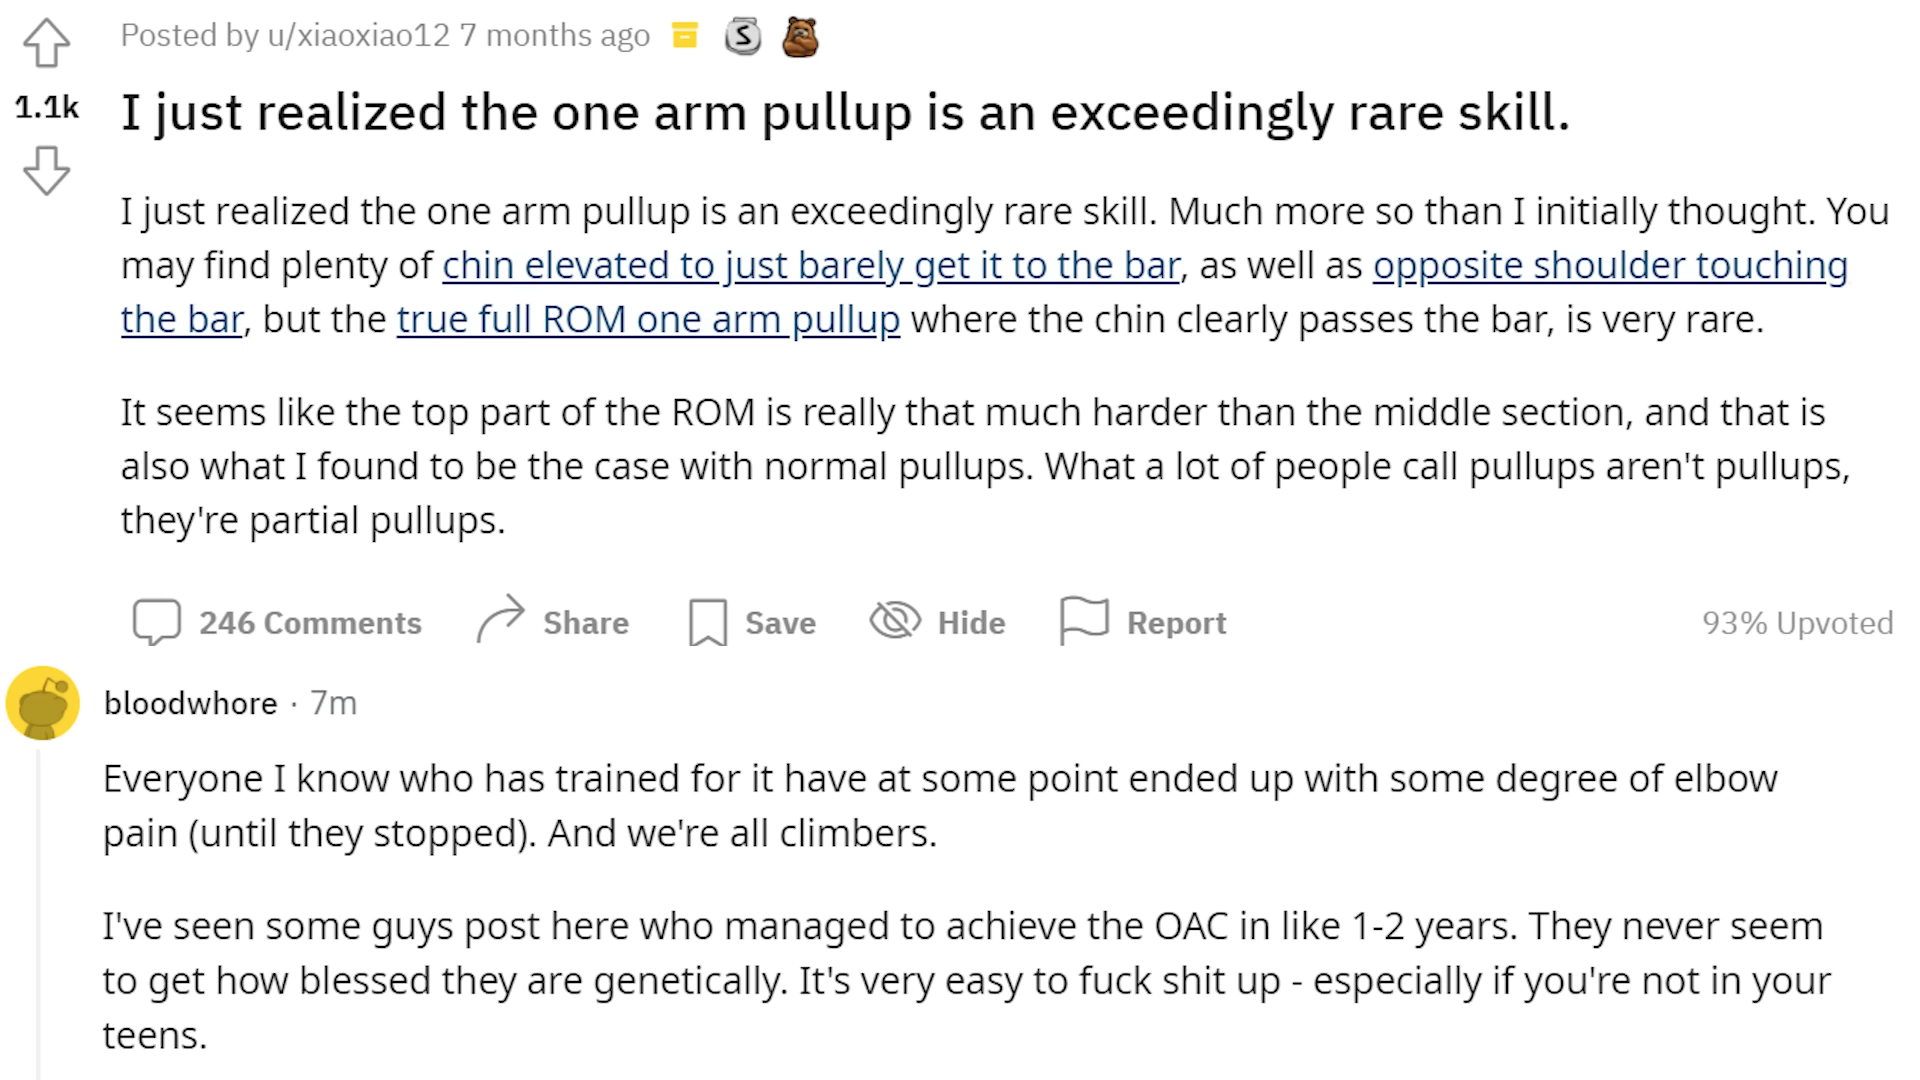 Posted by u/xiaoxiao12 7 months ago
1.1k
I just realized the one arm pullup is an exceedingly rare skill.
I just realized the one arm pullup is an exceedingly rare skill. Much more so than I initially thought. You
may find plenty of chin elevated to just barely get it to the bar, as well as opposite shoulder touching
the bar, but the true full ROM one arm pullup where the chin clearly passes the bar, is very rare.
It seems like the top part of the ROM is really that much harder than the middle section, and that is
also what I found to be the case with normal pullups. What a lot of people call pullups aren't pullups,
they're partial pullups.
246 Comments Share Save Hide Report 93% Upvoted
bloodwhore · 7m
Everyone I know who has trained for it have at some point ended up with some degree of elbow
pain (until they stopped). And we're all climbers.
I've seen some guys post here who managed to achieve the OAC in like 1-2 years. They never seem
to get how blessed they are genetically. It's very easy to fuck shit up - especially if you're not in your
teens.